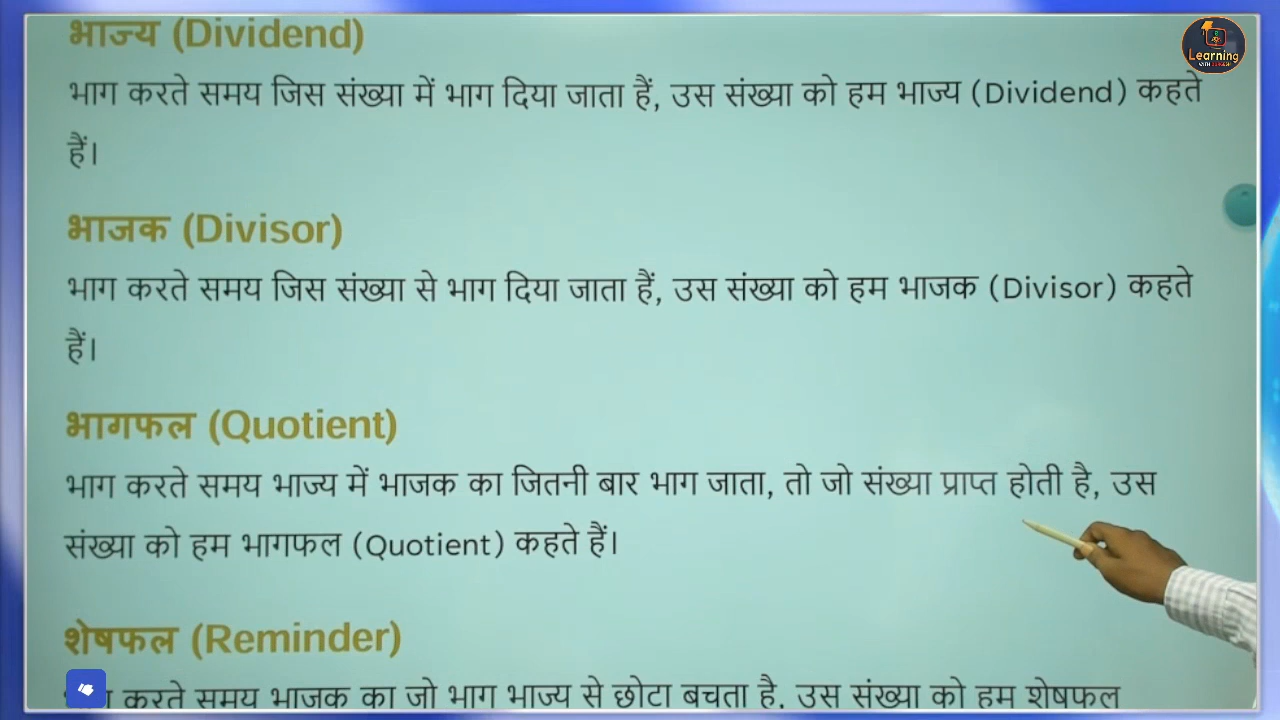 भाज्य (Dividend)
Learning
भाग करते समय जिस संख्या में भाग दिया जाता हैं, उस संख्या को हम भाज्य (Dividend) कहते
हैं।
भाजक (Divisor)
भाग करते समय जिस संख्या से भाग दिया जाता हैं, उस संख्या को हम भाजक (Divisor) कहते
हैं।
भागफल (Quotient)
भाग करते समय भाज्य में भाजक का जितनी बार भाग जाता, तो जो संख्या प्राप्त होती है, उस
संख्या को हम भागफल (Quotient) कहते हैं।
शेषफल (Reminder)
करते समय भाजक का जो भाग भाज्य से छोटा बचता है, उस संख्या को हम शेषफल